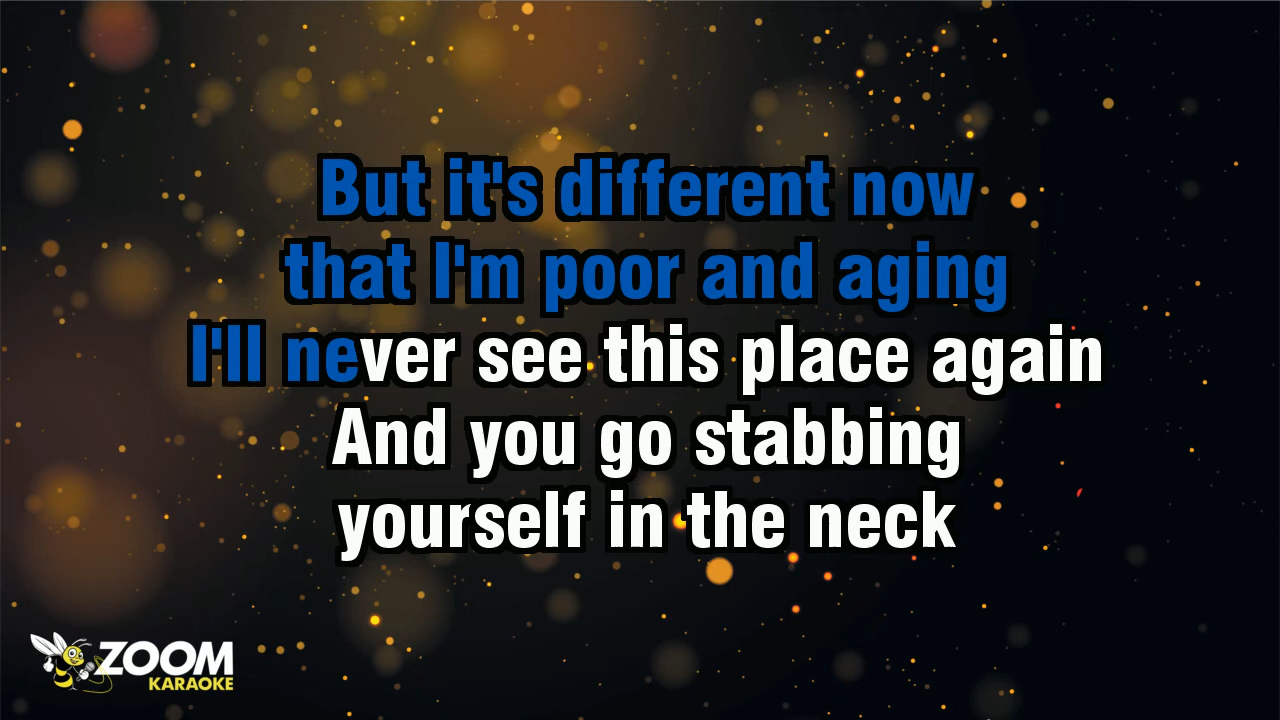 But it's different now
that I'm poor and aging
I'll never see this place again
And you go stabbing
yourself in the neck
ZOOM
KARAOKE